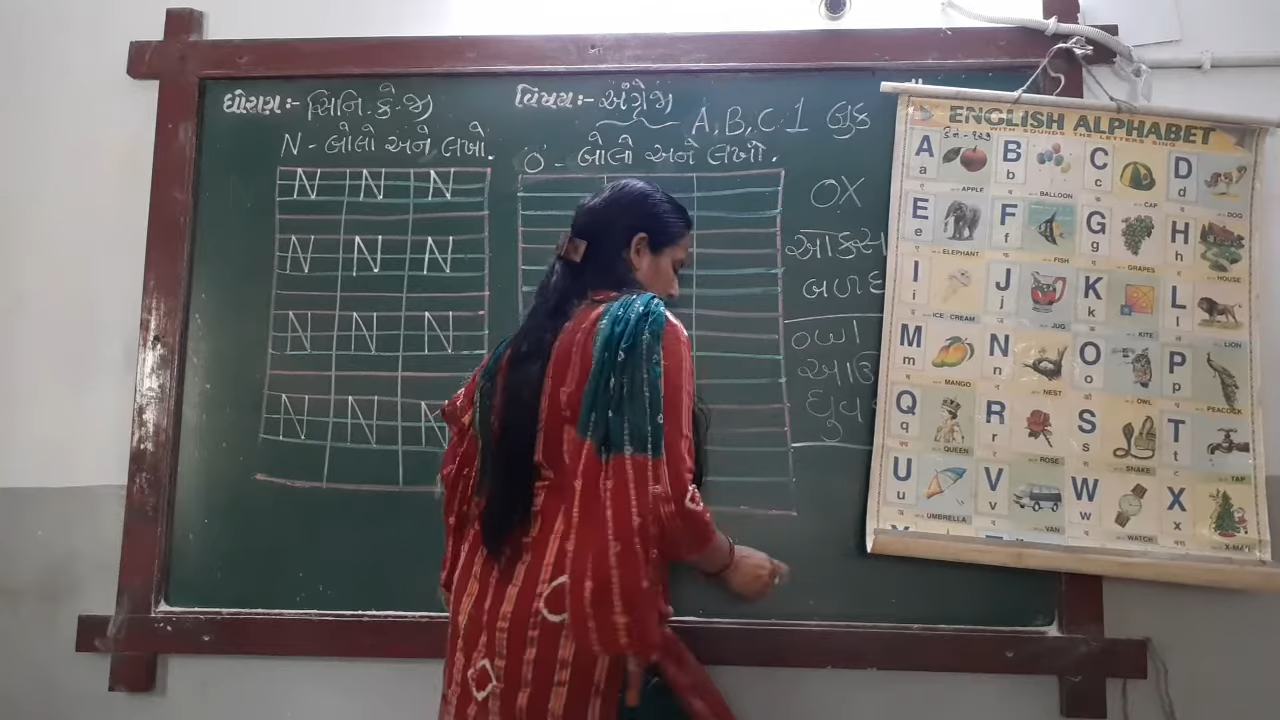 ધોરણ:- સિનિ. કે.જી
વિષય:- અંગ્રેજી
A, B, C 1 બુક
N - બોલો અને લખો.
O - બોલો અને લખો.
N N N
N N N
N N N
N N N
OX
ઓકસ
બળદ
ENGLISH ALPHABET
WITH SOUNDS THE LETTERS SING
A a APPLE
B b BALLOON
C c CAP
D d DOG
E e ELEPHANT
F f FISH
G g GRAPES
H h HOUSE
I i ICE-CREAM
J j JUG
K k KITE
L l LION
M m MANGO
N n NEST
O o OWL
P p PEACOCK
Q q QUEEN
R r ROSE
S s SNAKE
T t TAP
U u UMBRELLA
V v VAN
W w WATCH
X x X-MAS